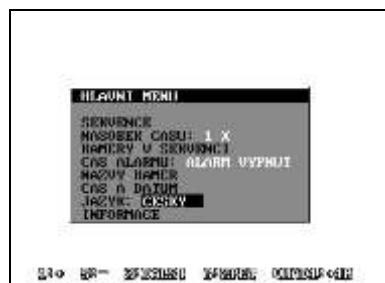 HLAVNI MENU
SEKVENCE
NASOBEK CASU: 1 X
KAMERY V SEKVENCI
CAS ALARMU: ALARM VYPNUT
NAZVY KAMER
CAS A DATUM
JAZYK: CESKY
INFORMACE